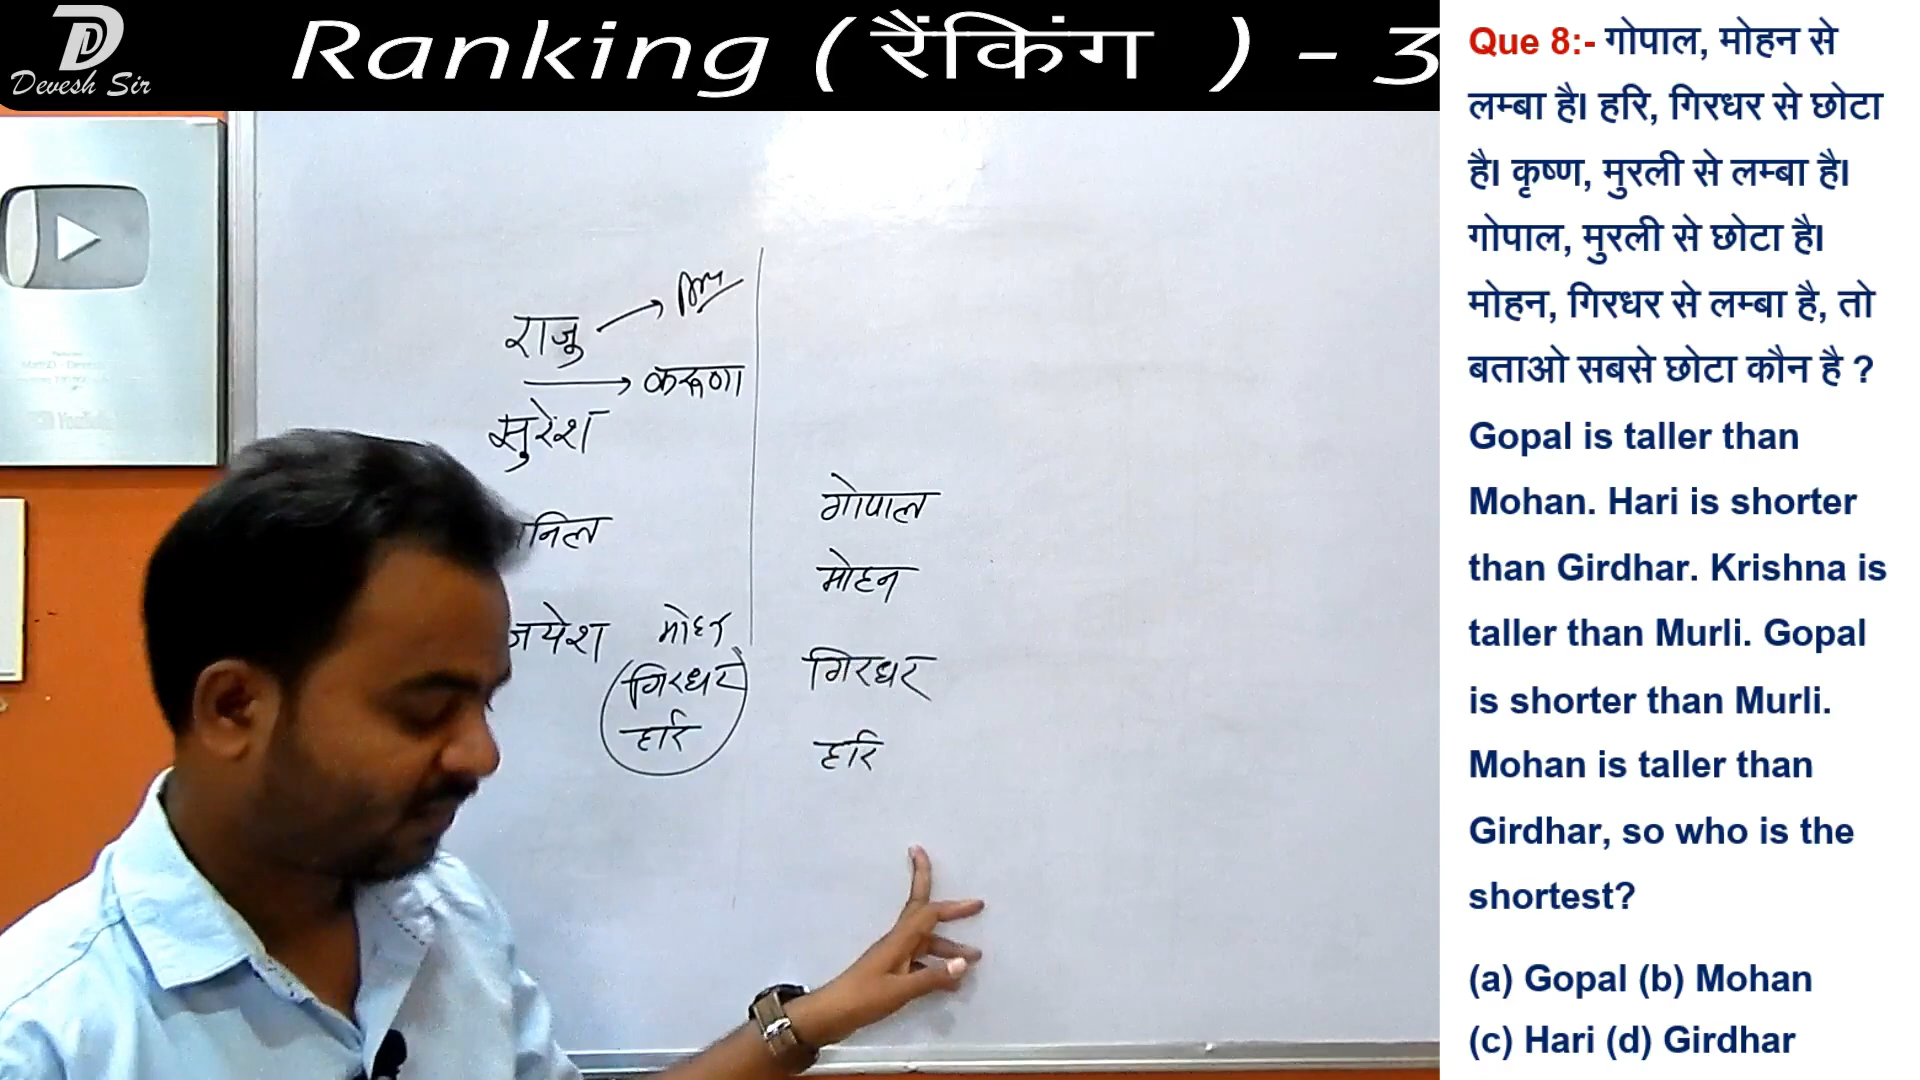 Devesh Sir
Ranking ( रैंकिंग ) - 3
राजू
करूणा
सुरेश
जयेश
मोहन
गिरधर
हरि
गोपाल
मोहन
गिरधर
हरि
Que 8:- गोपाल, मोहन से
लम्बा है। हरि, गिरधर से छोटा
है। कृष्ण, मुरली से लम्बा है।
गोपाल, मुरली से छोटा है।
मोहन, गिरधर से लम्बा है, तो
बताओ सबसे छोटा कौन है ?
Gopal is taller than
Mohan. Hari is shorter
than Girdhar. Krishna is
taller than Murli. Gopal
is shorter than Murli.
Mohan is taller than
Girdhar, so who is the
shortest?
(a) Gopal (b) Mohan
(c) Hari (d) Girdhar